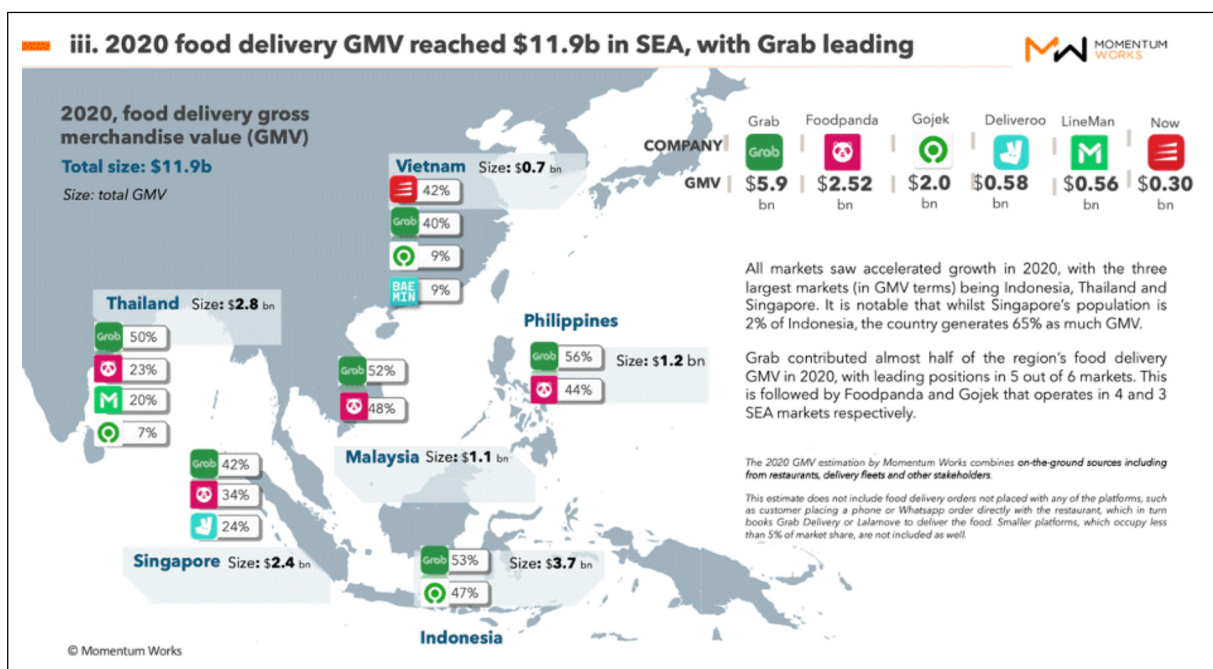 iii. 2020 food delivery GMV reached $11.9b in SEA, with Grab leading
MOMENTUM
WORKS
2020, food delivery gross
merchandise value (GMV)
Total size: $11.9b
Size: total GMV
COMPANY
Grab
Foodpanda
Gojek
Deliveroo
LineMan
Now
Grab
GMV
$5.9
bn
$2.52
bn
$2.0
bn
$0.58
bn
$0.56
bn
$0.30
bn
Vietnam Size: $0.7 bn
42%
Grab 40%
9%
BAE
MIN 9%
Thailand Size: $2.8 bn
Grab 50%
23%
20%
7%
Philippines
Grab 56%
44%
Size: $1.2 bn
Grab 52%
48%
Malaysia Size: $1.1 bn
Grab 42%
34%
24%
Singapore Size: $2.4 bn
Grab 53%
47%
Size: $3.7 bn
Indonesia
All markets saw accelerated growth in 2020, with the three
largest markets (in GMV terms) being Indonesia, Thailand and
Singapore. It is notable that whilst Singapore's population is
2% of Indonesia, the country generates 65% as much GMV.
Grab contributed almost half of the region's food delivery
GMV in 2020, with leading positions in 5 out of 6 markets. This
is followed by Foodpanda and Gojek that operates in 4 and 3
SEA markets respectively.
The 2020 GMV estimation by Momentum Works combines on-the-ground sources including
from restaurants, delivery fleets and other stakeholders.
This estimate does not include food delivery orders not placed with any of the platforms, such
as customer placing a phone or Whatsapp order directly with the restaurant, which in turn
books Grab Delivery or Lalamove to deliver the food. Smaller platforms, which occupy less
than 5% of market share, are not included as well.
© Momentum Works